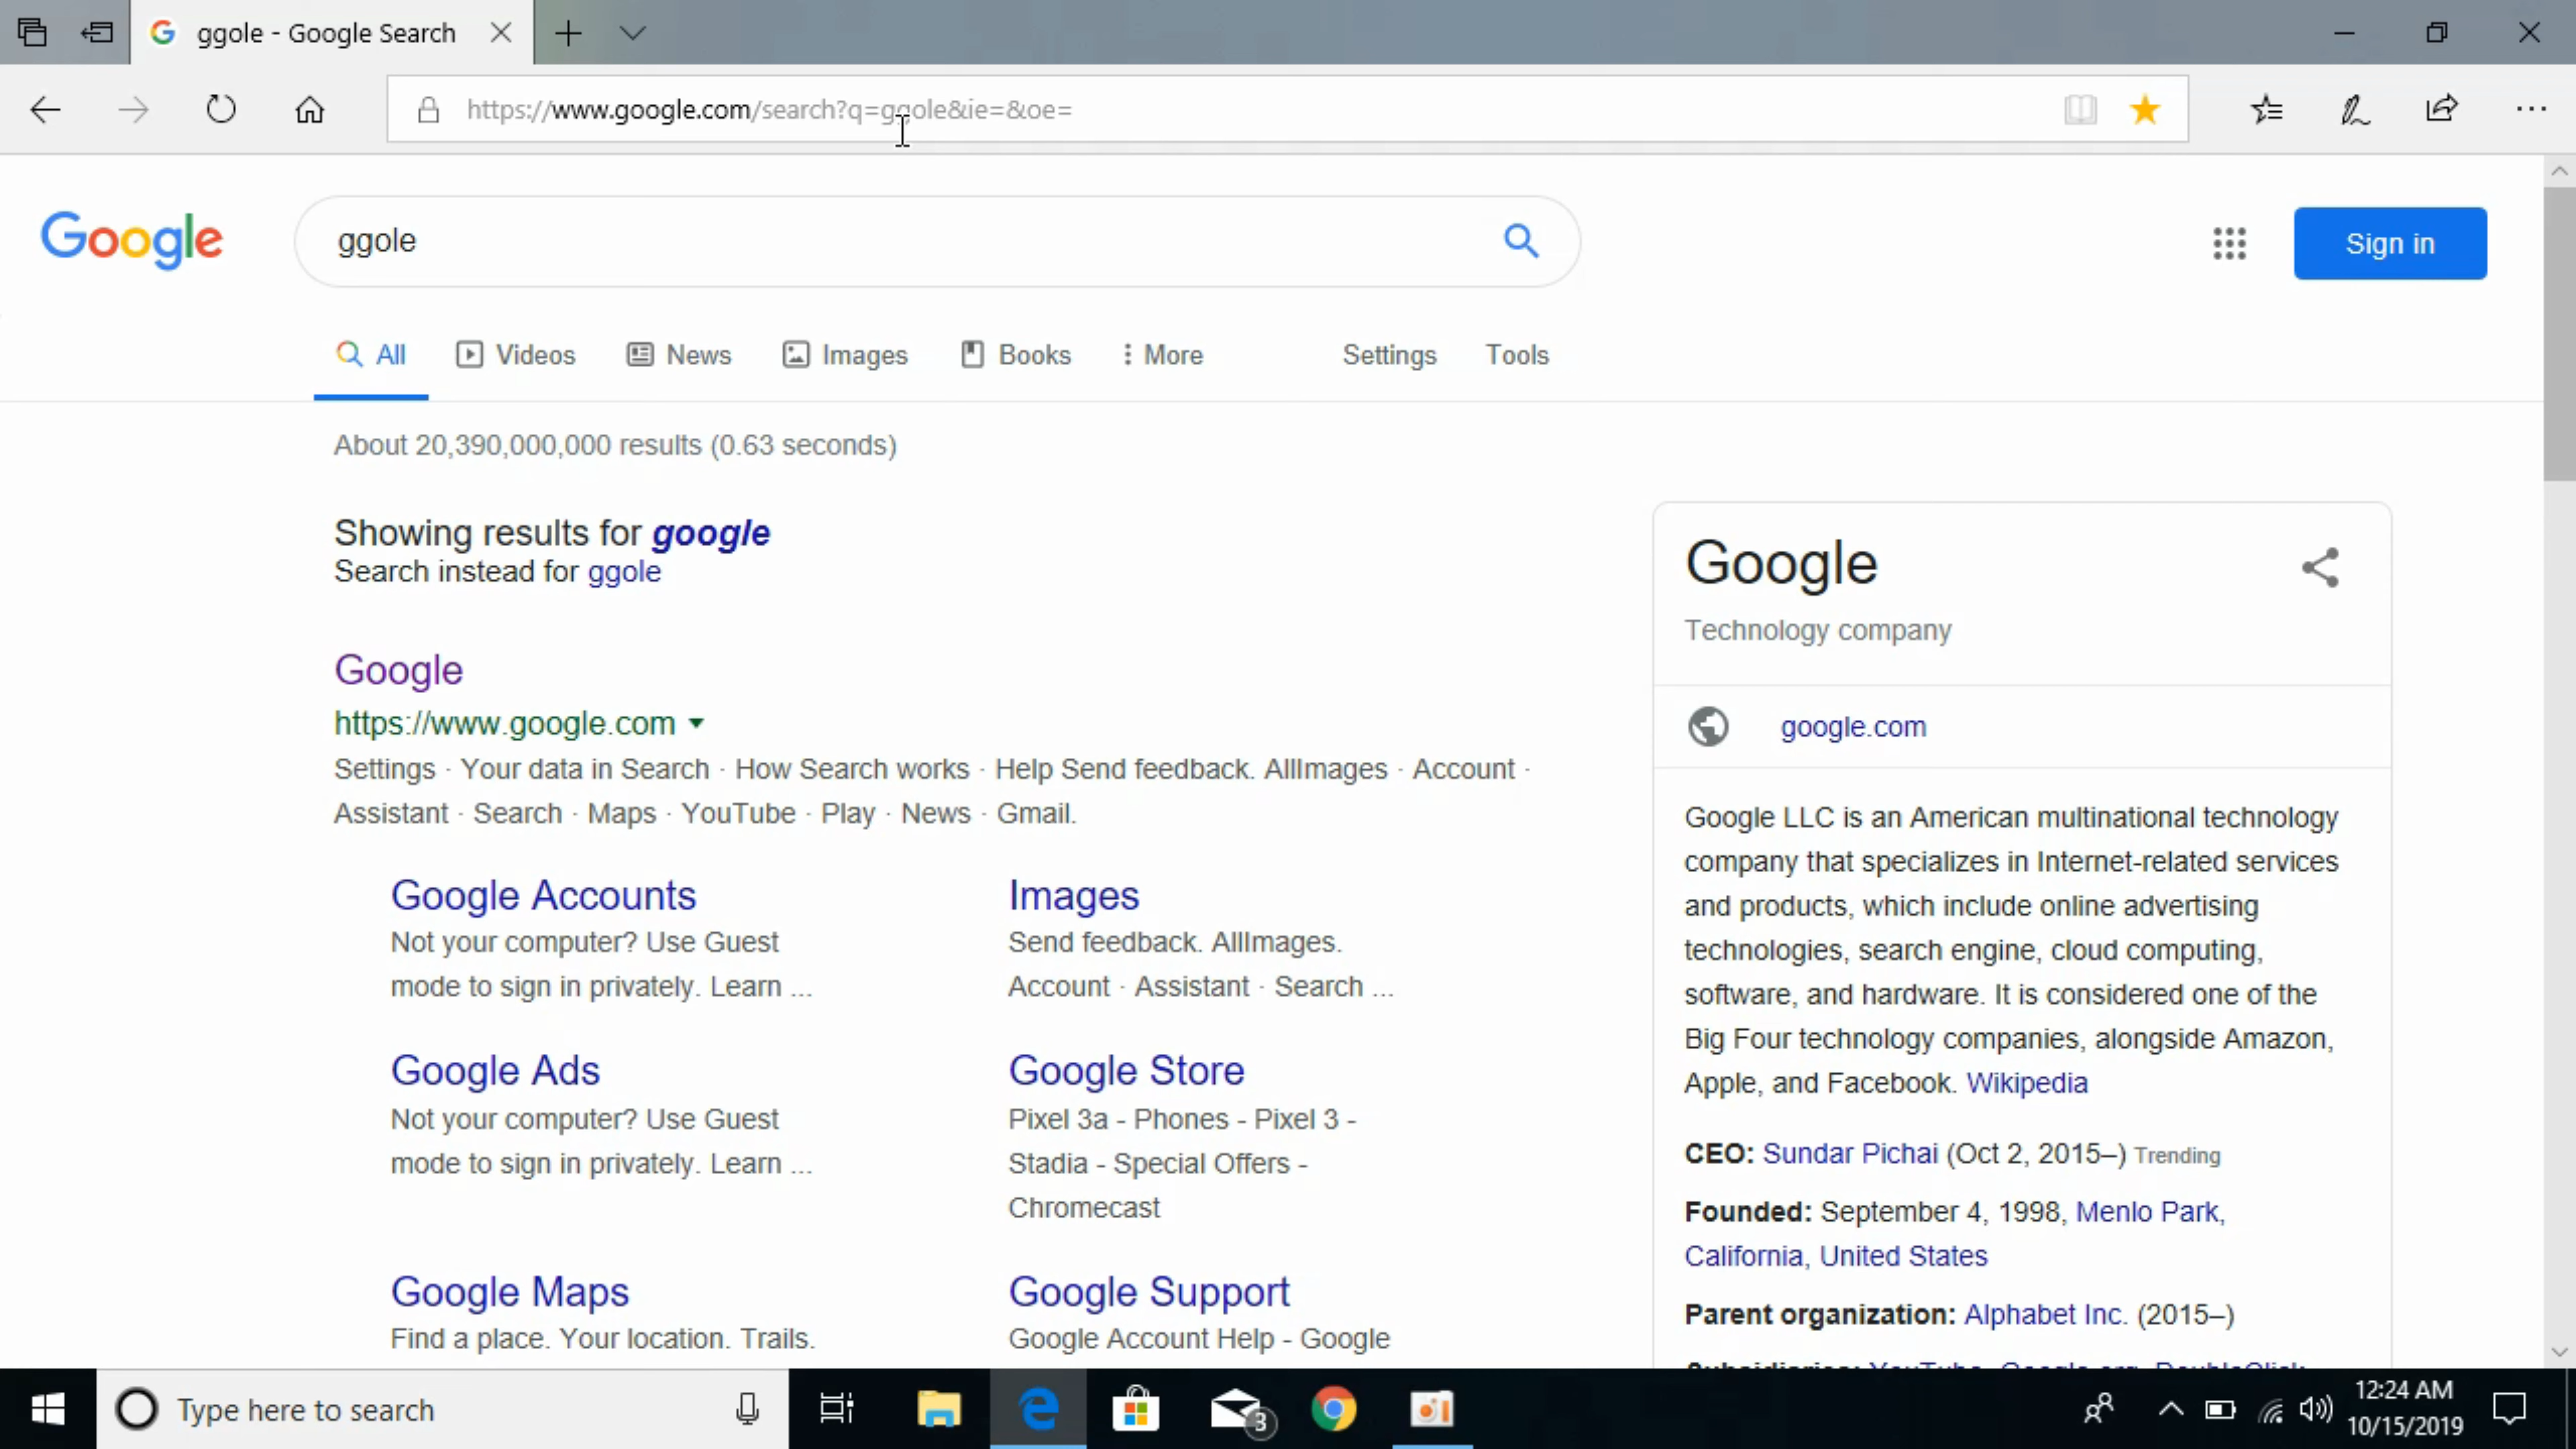 ggole - Google Search
https://www.google.com/search?q=ggole&ie=&oe=
Google
ggole
Sign in
All
Videos
News
Images
Books
More
Settings
Tools
About 20,390,000,000 results (0.63 seconds)
Showing results for google
Search instead for ggole
Google
https://www.google.com
Settings · Your data in Search · How Search works · Help Send feedback. AllImages · Account ·
Assistant · Search · Maps · YouTube · Play · News · Gmail.
Google Accounts
Not your computer? Use Guest
mode to sign in privately. Learn ...
Images
Send feedback. AllImages.
Account · Assistant · Search ...
Google Ads
Not your computer? Use Guest
mode to sign in privately. Learn ...
Google Store
Pixel 3a - Phones - Pixel 3 -
Stadia - Special Offers -
Chromecast
Google Maps
Find a place. Your location. Trails.
Google Support
Google Account Help - Google
Google
Technology company
google.com
Google LLC is an American multinational technology
company that specializes in Internet-related services
and products, which include online advertising
technologies, search engine, cloud computing,
software, and hardware. It is considered one of the
Big Four technology companies, alongside Amazon,
Apple, and Facebook. Wikipedia
CEO: Sundar Pichai (Oct 2, 2015–) Trending
Founded: September 4, 1998, Menlo Park,
California, United States
Parent organization: Alphabet Inc. (2015–)
Subsidiaries: YouTube, Google.org, DoubleClick,
Type here to search
3
12:24 AM
10/15/2019